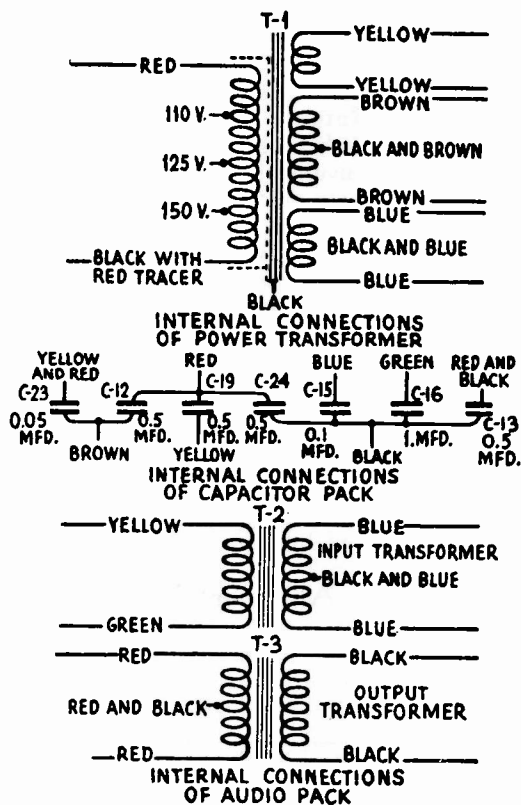 T-1
YELLOW
RED
YELLOW
BROWN
110 V.
BLACK AND BROWN
125 V.
BROWN
150 V.
BLUE
BLACK AND BLUE
BLACK WITH
RED TRACER
BLUE
BLACK
INTERNAL CONNECTIONS
OF POWER TRANSFORMER
YELLOW
AND RED
RED
BLUE
GREEN
RED AND
BLACK
C-23
C-12
C-19
C-24
C-15
C-16
C-13
0.05
MFD.
0.5
MFD.
0.5
MFD.
0.5
MFD.
0.1
MFD.
1. MFD.
0.5
MFD.
BROWN
YELLOW
BLACK
INTERNAL CONNECTIONS
OF CAPACITOR PACK
T-2
YELLOW
BLUE
INPUT TRANSFORMER
BLACK AND BLUE
GREEN
BLUE
T-3
RED
BLACK
RED AND BLACK
OUTPUT
TRANSFORMER
RED
BLACK
INTERNAL CONNECTIONS
OF AUDIO PACK